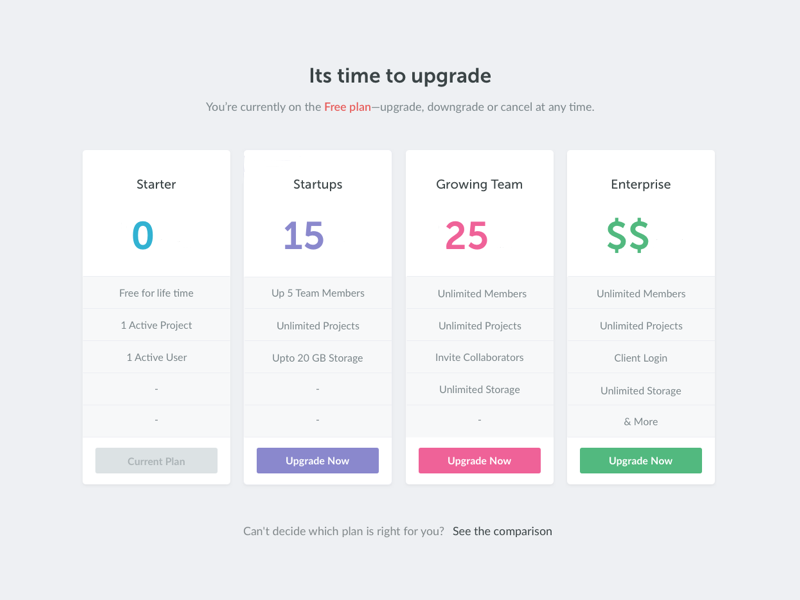 Its time to upgrade
You're currently on the Free plan—upgrade, downgrade or cancel at any time.
Starter
0
Free for life time
1 Active Project
1 Active User
-
-
Current Plan
Startups
15
Up 5 Team Members
Unlimited Projects
Upto 20 GB Storage
-
-
Upgrade Now
Growing Team
25
Unlimited Members
Unlimited Projects
Invite Collaborators
Unlimited Storage
-
Upgrade Now
Enterprise
$$
Unlimited Members
Unlimited Projects
Client Login
Unlimited Storage
& More
Upgrade Now
Can't decide which plan is right for you? See the comparison